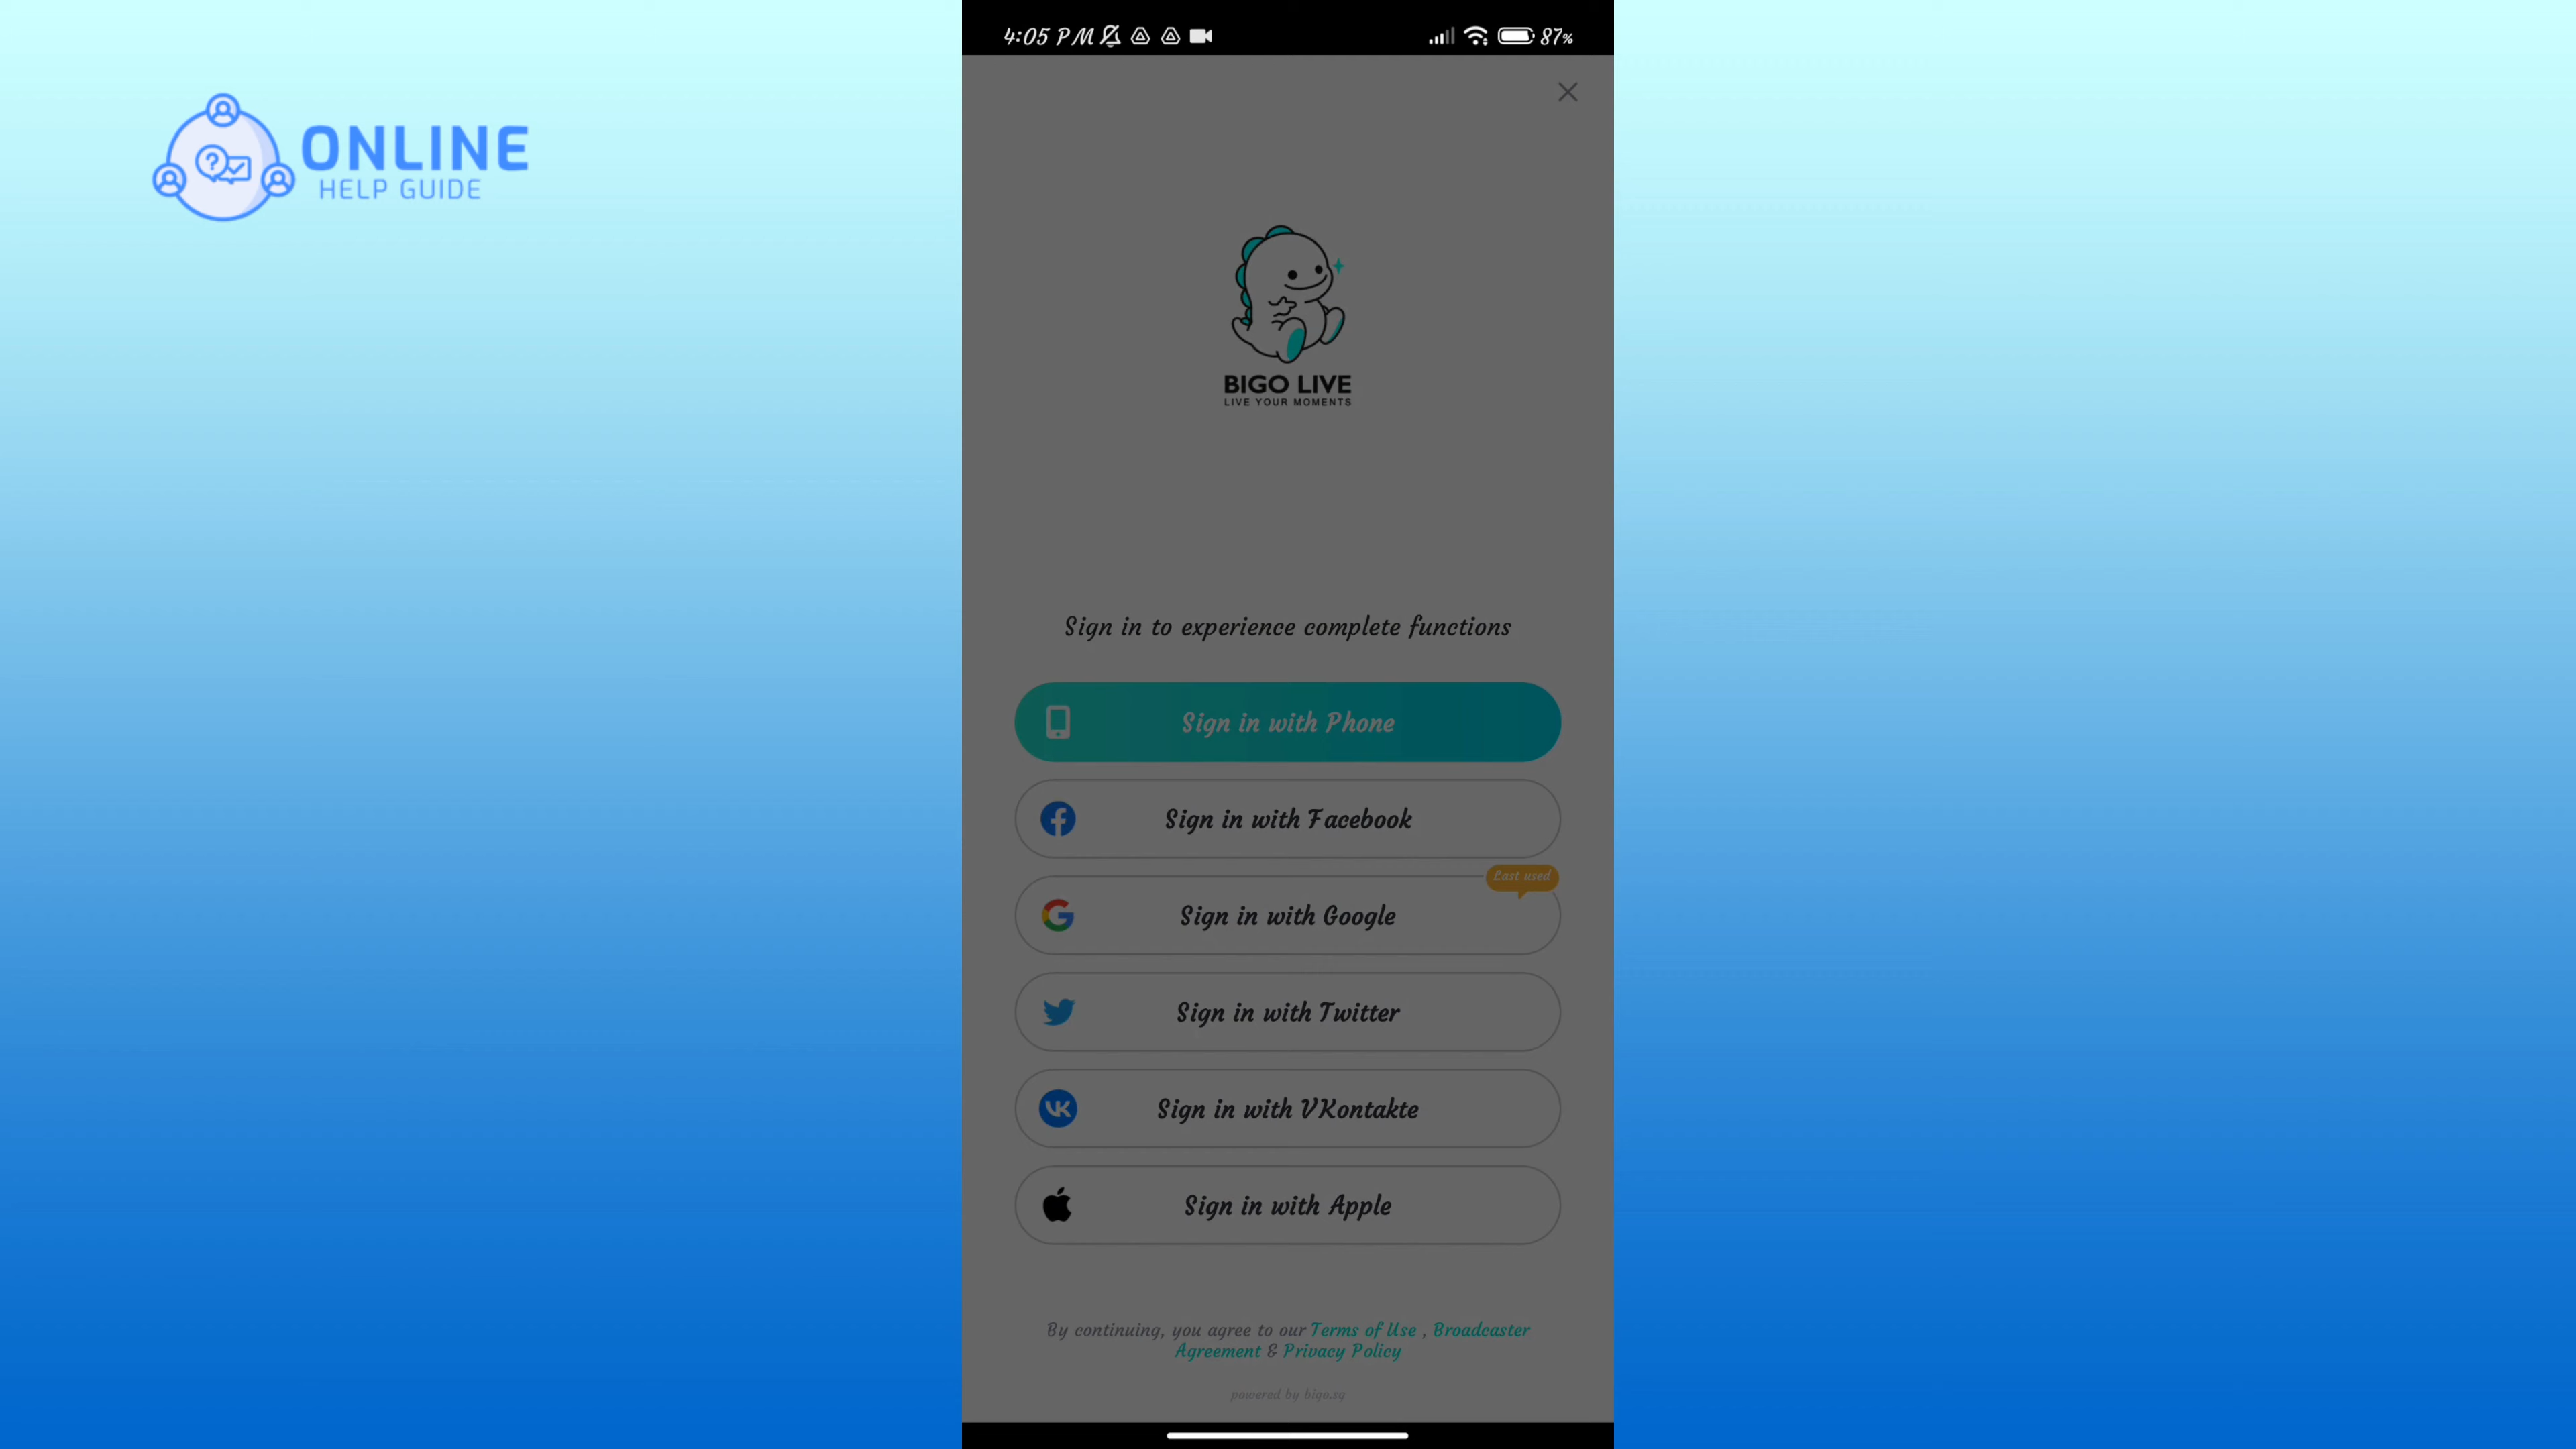 4:05 PM
87%
ONLINE
HELP GUIDE
BIGO LIVE
LIVE YOUR MOMENTS
Sign in to experience complete functions
Sign in with Phone
Sign in with Facebook
Last used
Sign in with Google
Sign in with Twitter
Sign in with VKontakte
Sign in with Apple
By continuing, you agree to our Terms of Use , Broadcaster
Agreement & Privacy Policy
powered by bigo.sg